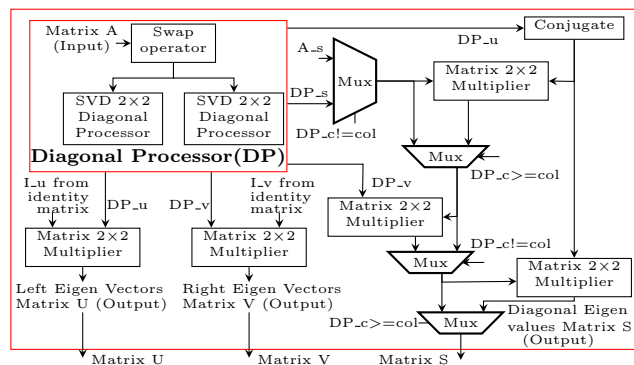 Matrix A
(Input)
Swap
operator
SVD 2×2
Diagonal
Processor
SVD 2×2
Diagonal
Processor
Diagonal Processor(DP)
DP_u
Conjugate
A_s
DP_s
Mux
DP_c!=col
Matrix 2×2
Multiplier
Mux
DP_c>=col
DP_v
Matrix 2×2
Multiplier
DP_c!=col
Mux
I_u from
identity
matrix
DP_u
DP_v
I_v from
identity
matrix
Matrix 2×2
Multiplier
Matrix 2×2
Multiplier
Left Eigen Vectors
Matrix U (Output)
Right Eigen Vectors
Matrix V (Output)
Matrix 2×2
Multiplier
DP_c>=col
Mux
Diagonal Eigen
values Matrix S
(Output)
Matrix U
Matrix V
Matrix S